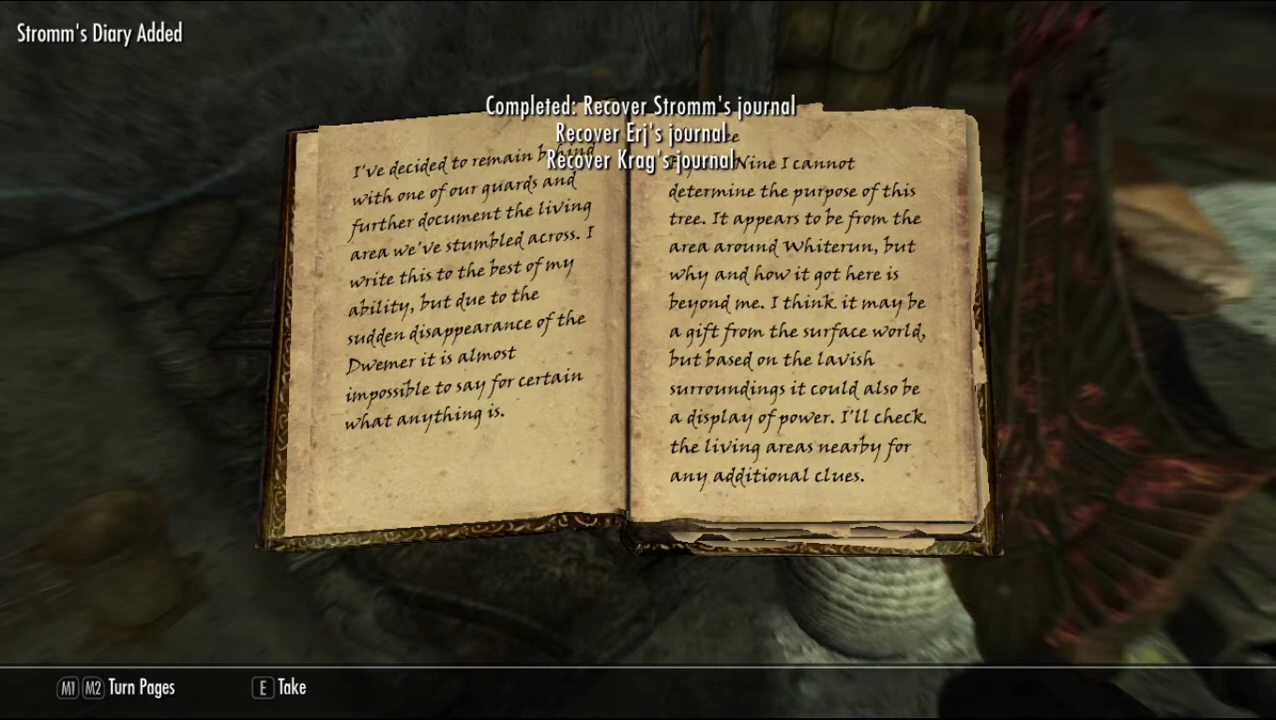 Stromm's Diary Added
Completed: Recover Stromm's journal
Recover Erj's journal
Recover Krag's journal
I've decided to remain behind
with one of our guards and
further document the living
area we've stumbled across. I
write this to the best of my
ability, but due to the
sudden disappearance of the
Dwemer it is almost
impossible to say for certain
what anything is.
Nine I cannot
determine the purpose of this
tree. It appears to be from the
area around Whiterun, but
why and how it got here is
beyond me. I think it may be
a gift from the surface world,
but based on the lavish
surroundings it could also be
a display of power. I'll check
the living areas nearby for
any additional clues.
M1 M2 Turn Pages
E Take